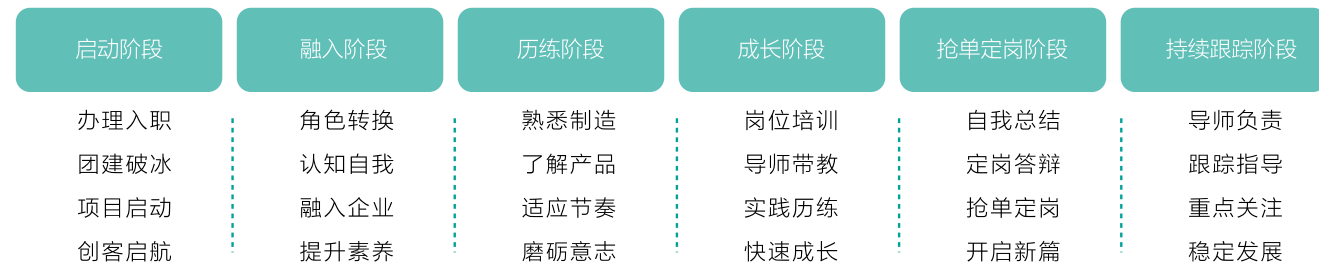 启动阶段 融入阶段 历练阶段 成长阶段 抢单定岗阶段 持续跟踪阶段
办理入职 角色转换 熟悉制造 岗位培训 自我总结 导师负责
团建破冰 认知自我 了解产品 导师带教 定岗答辩 跟踪指导
项目启动 融入企业 适应节奏 实践历练 抢单定岗 重点关注
创客启航 提升素养 磨砺意志 快速成长 开启新篇 稳定发展